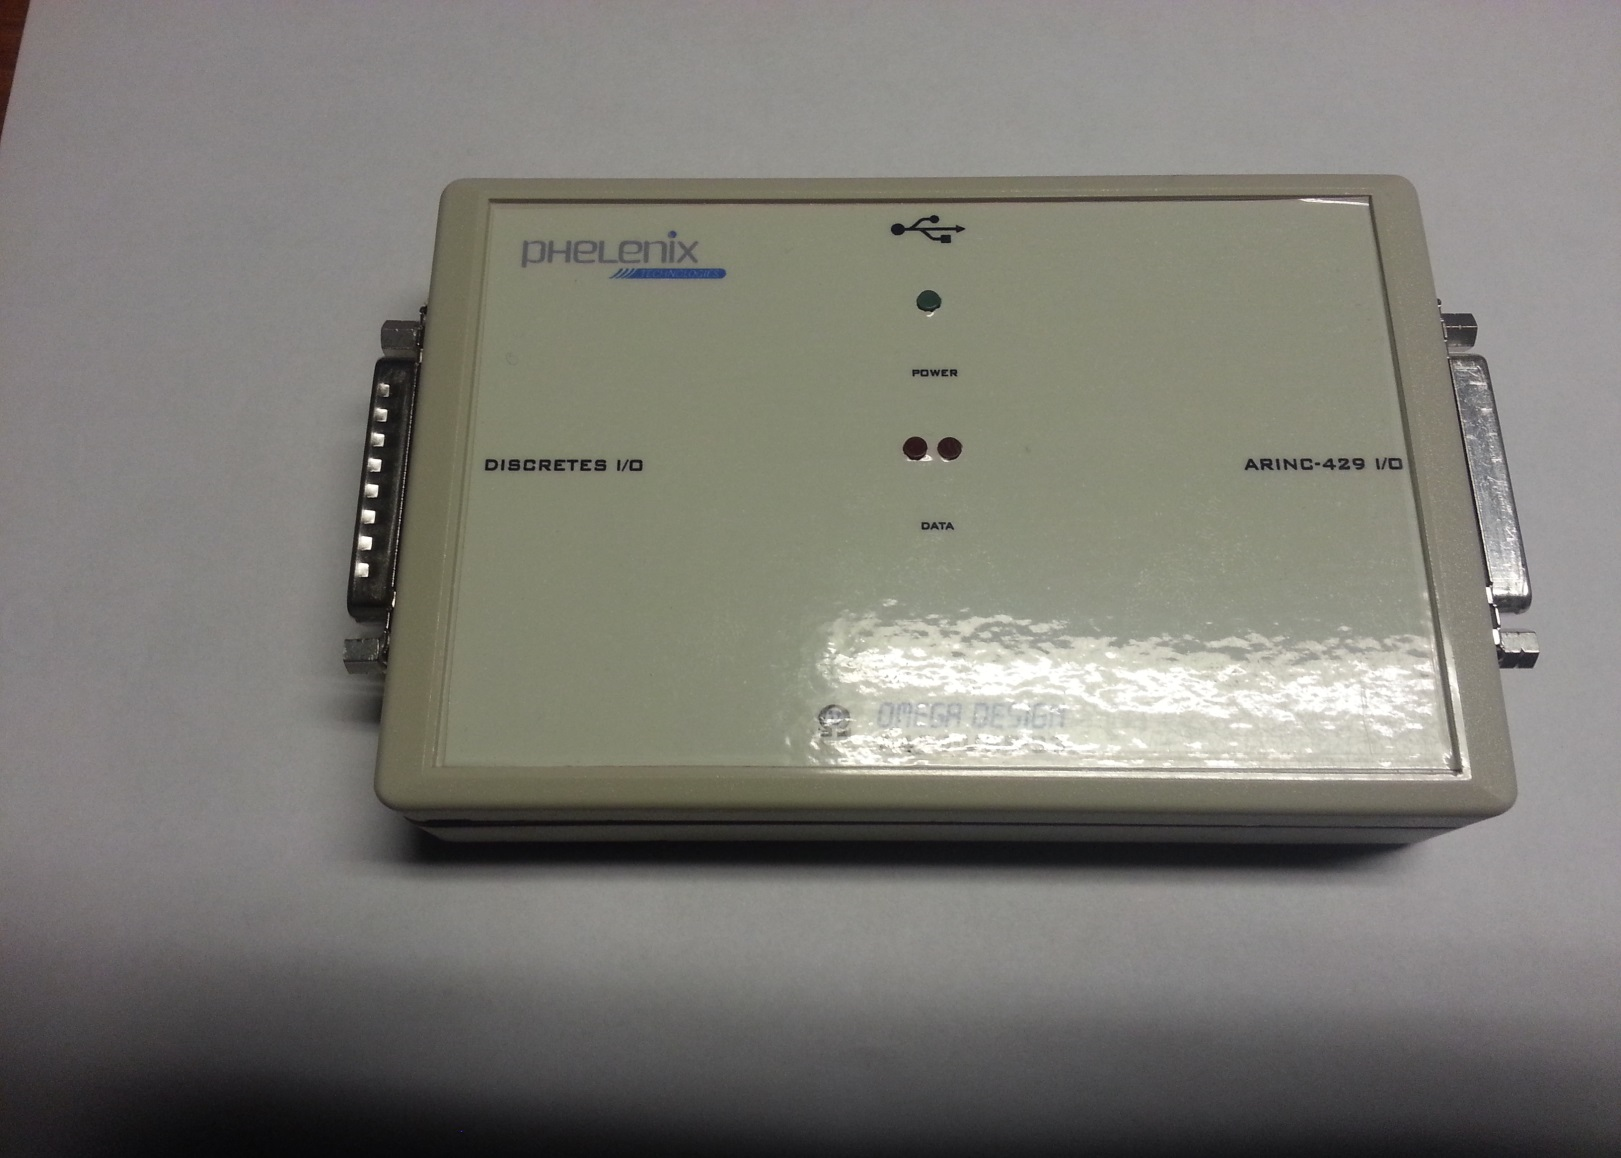 PHELENIX
TECHNOLOGIES
POWER
DISCRETES I/O
ARINC-429 I/O
DATA
OMEGA DESIGN